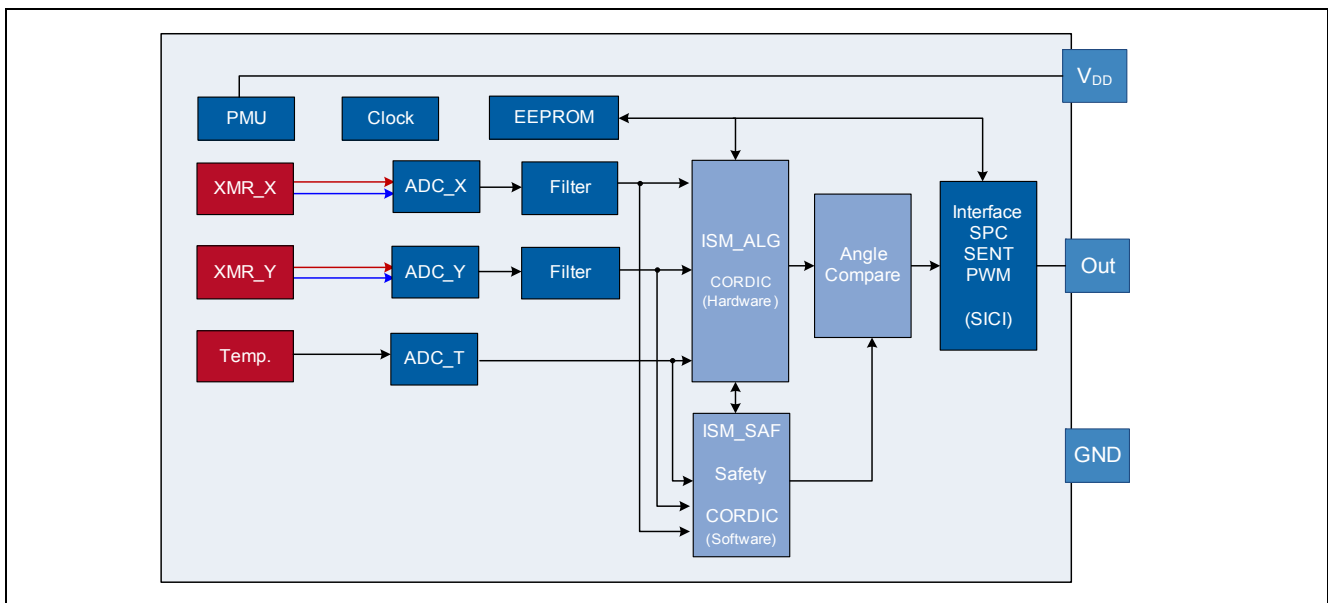 V_DD
PMU
Clock
EEPROM
XMR_X
ADC_X
Filter
XMR_Y
ADC_Y
Filter
Temp.
ADC_T
ISM_ALG
CORDIC
(Hardware)
Angle
Compare
Interface
SPC
SENT
PWM
(SICI)
Out
ISM_SAF
Safety
CORDIC
(Software)
GND